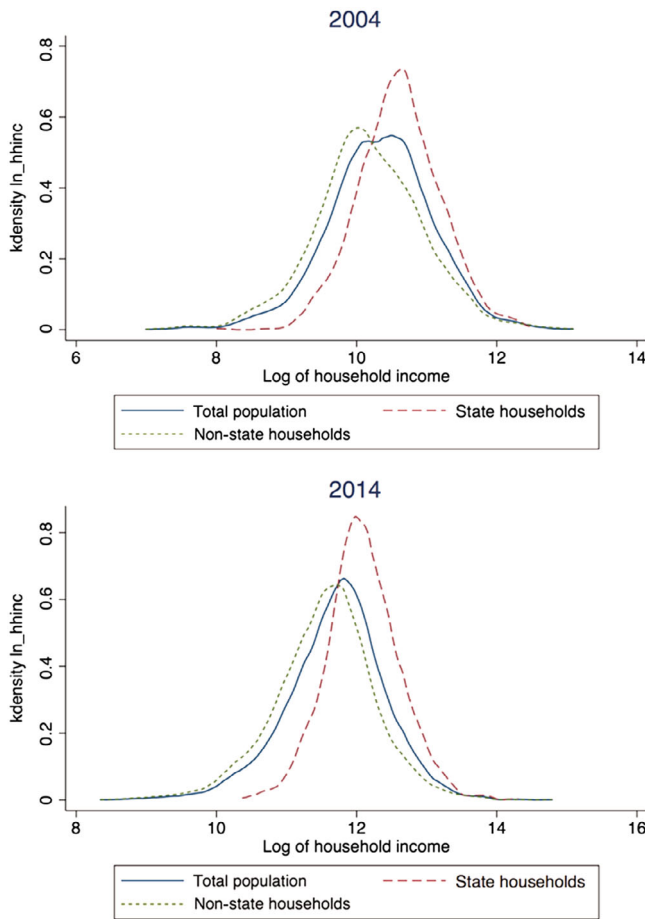 2004
kdensity ln_hhinc
0.8
0.6
0.4
0.2
0
6 8 10 12 14
Log of household income
Total population State households
Non-state households
2014
kdensity ln_hhinc
0.8
0.6
0.4
0.2
0
8 10 12 14 16
Log of household income
Total population State households
Non-state households